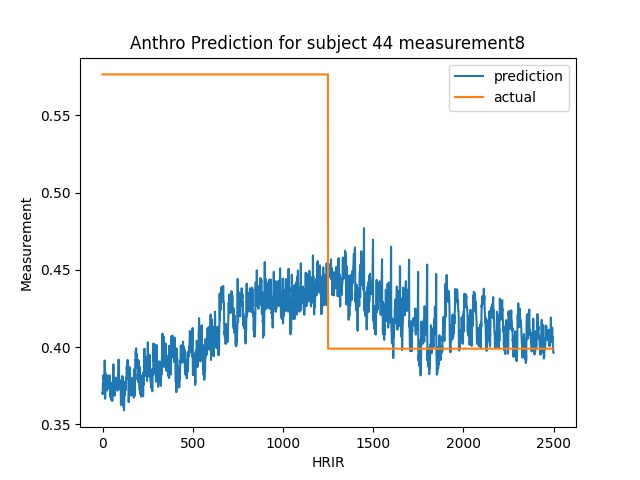 Anthro Prediction for subject 44 measurement8
prediction
actual
0.55
0.50
0.45
0.40
0.35
Measurement
0
500
1000
1500
2000
2500
HRIR